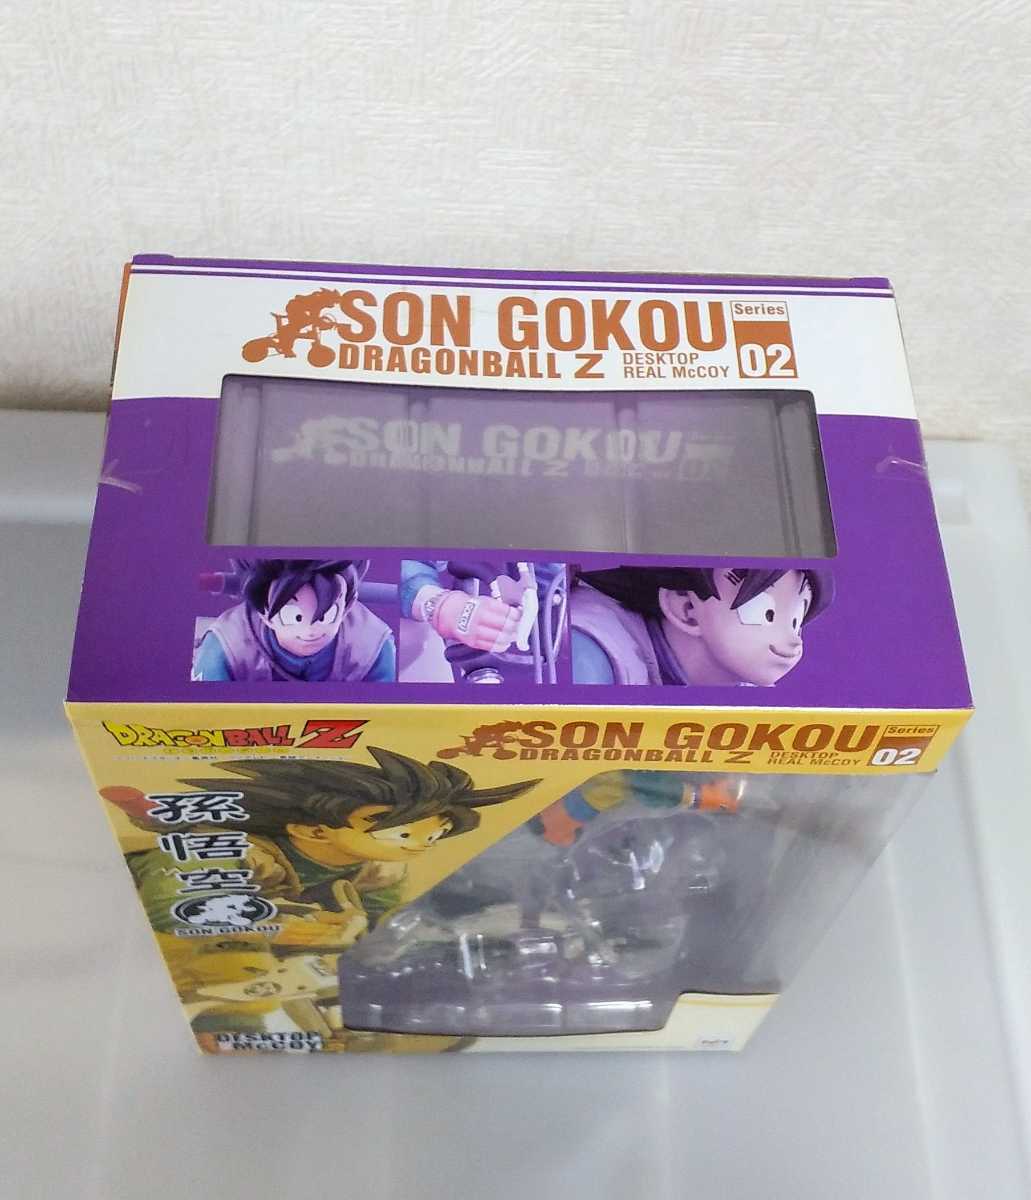 SON GOKOU
DRAGONBALL Z
DESKTOP
REAL McCOY
Series
02
SON GOKOU
DRAGONBALL Z
DRAGONBALL Z
SON GOKOU
DRAGONBALL Z
DESKTOP
REAL McCOY
Series
02
孫
悟
空
SON GOKOU
DESKTOP
McCOY